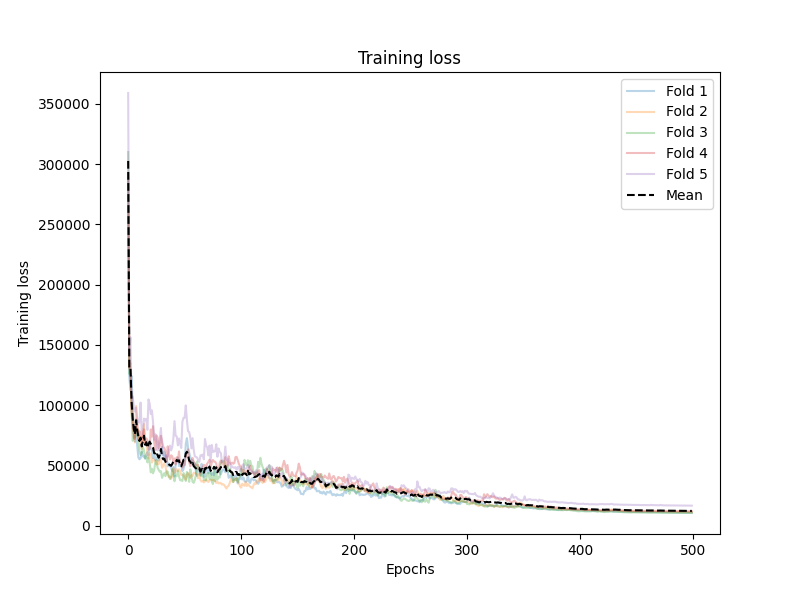 Training loss
350000
300000
250000
200000
150000
100000
50000
0
Training loss
0 100 200 300 400 500
Epochs
Fold 1
Fold 2
Fold 3
Fold 4
Fold 5
Mean